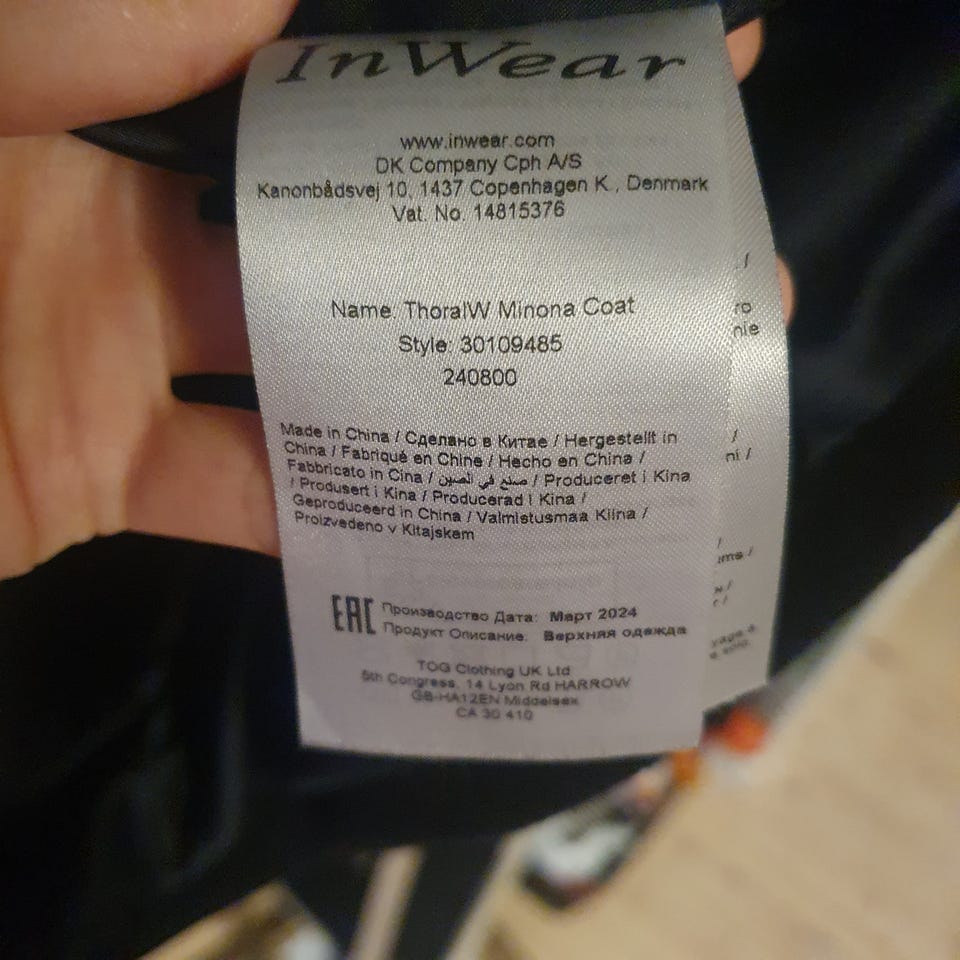 InWear
www.inwear.com
DK Company Cph A/S
Kanonbådsvej 10, 1437 Copenhagen K., Denmark
Vat. No. 14815376
Name: ThoraIW Minona Coat
Style: 30109485
240800
Made in China / Сделано в Китае / Hergestellt in
China / Fabriqué en Chine / Hecho en China /
Fabbricato in Cina / صنع في الصين / Produceret i Kina
/ Produsert i Kina / Producerad i Kina /
Geproduceerd in China / Valmistusmaa Kiina /
Proizvedeno v Kitajskem
EAC Производство Дата: Март 2024
Продукт Описание: Верхняя одежда
TOG Clothing UK Ltd
5th Congress, 14 Lyon Rd HARROW
GB-HA12EN Middelsex
CA 30 410